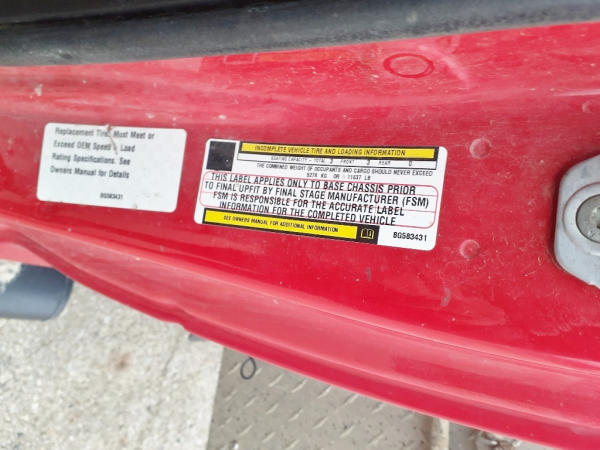 Replacement Tires Must Meet or
Exceed OEM Speed & Load
Rating Specifications. See
Owners Manual for Details
BG583431
INCOMPLETE VEHICLE TIRE AND LOADING INFORMATION
SEATING CAPACITY - TOTAL 3 FRONT 3 REAR 0
THE COMBINED WEIGHT OF OCCUPANTS AND CARGO SHOULD NEVER EXCEED
5278 KG OR 11637 LB
THIS LABEL APPLIES ONLY TO BASE CHASSIS PRIOR
TO FINAL UPFIT BY FINAL STAGE MANUFACTURER (FSM)
FSM IS RESPONSIBLE FOR THE ACCURATE LABEL
INFORMATION FOR THE COMPLETED VEHICLE
SEE OWNERS MANUAL FOR ADDITIONAL INFORMATION
BG583431